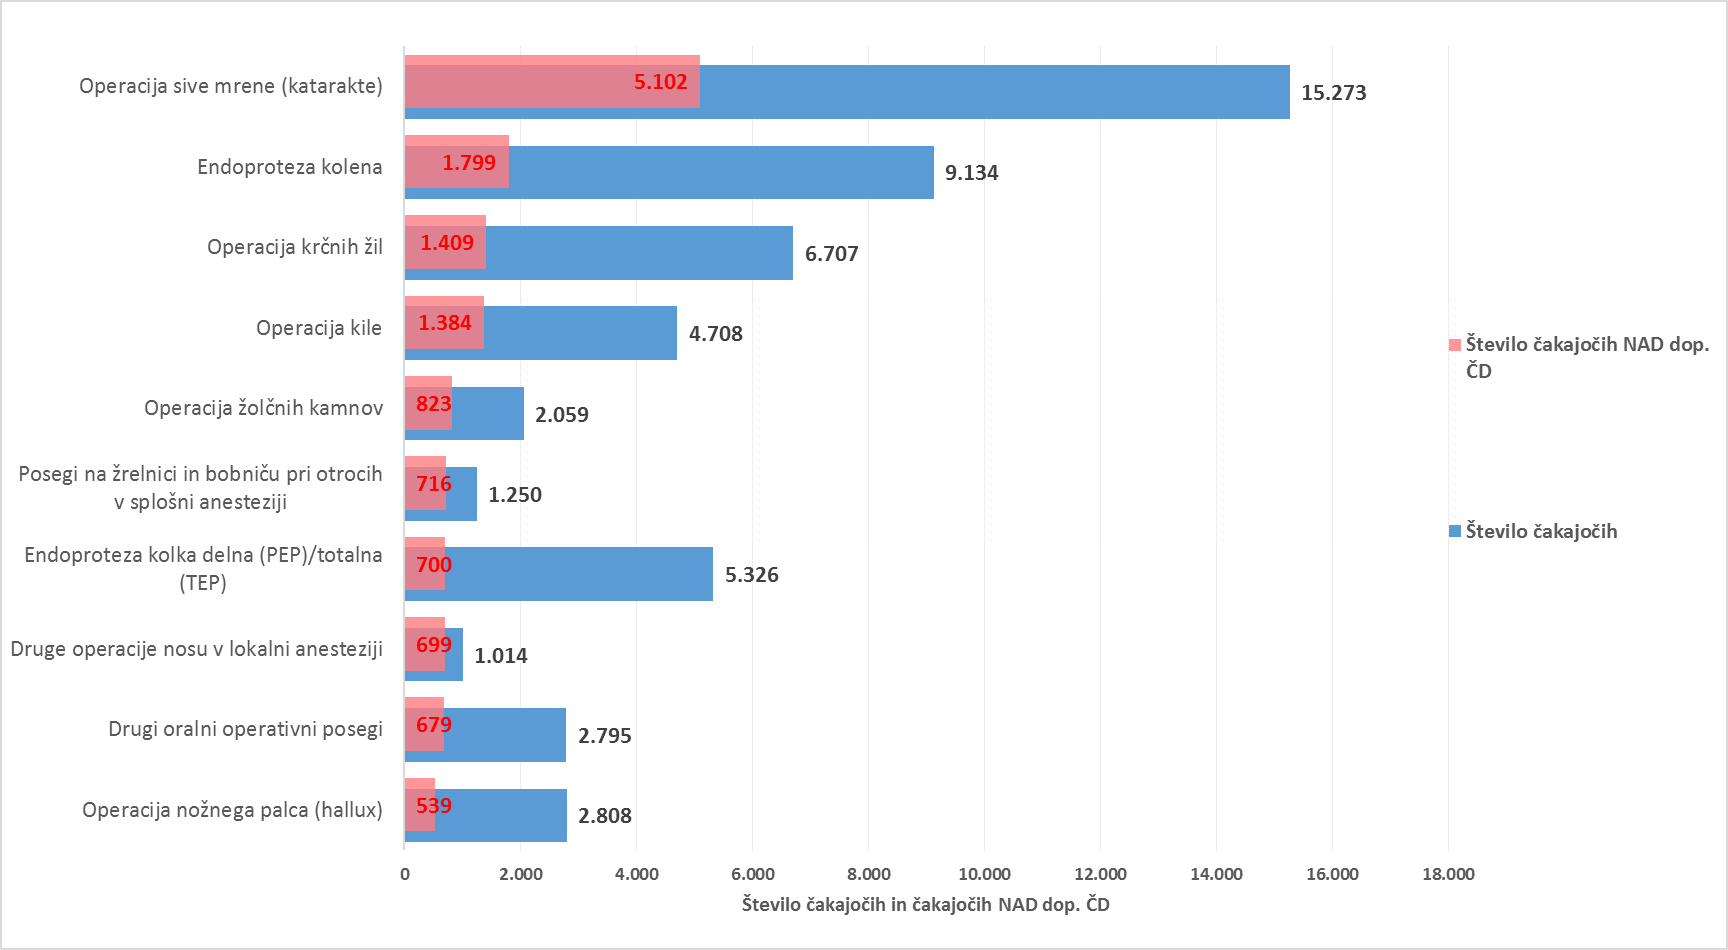 Operacija sive mrene (katarakte)
5.102
15.273
Endoproteza kolena
1.799
9.134
Operacija krčnih žil
1.409
6.707
Operacija kile
1.384
4.708
Operacija žolčnih kamnov
823
2.059
Posegi na žrelnici in bobniču pri otrocih
v splošni anesteziji
716
1.250
Endoproteza kolka delna (PEP)/totalna
(TEP)
700
5.326
Druge operacije nosu v lokalni anesteziji
699
1.014
Drugi oralni operativni posegi
679
2.795
Operacija nožnega palca (hallux)
539
2.808
0 2.000 4.000 6.000 8.000 10.000 12.000 14.000 16.000 18.000
Število čakajočih in čakajočih NAD dop. ČD
Število čakajočih NAD dop.
ČD
Število čakajočih